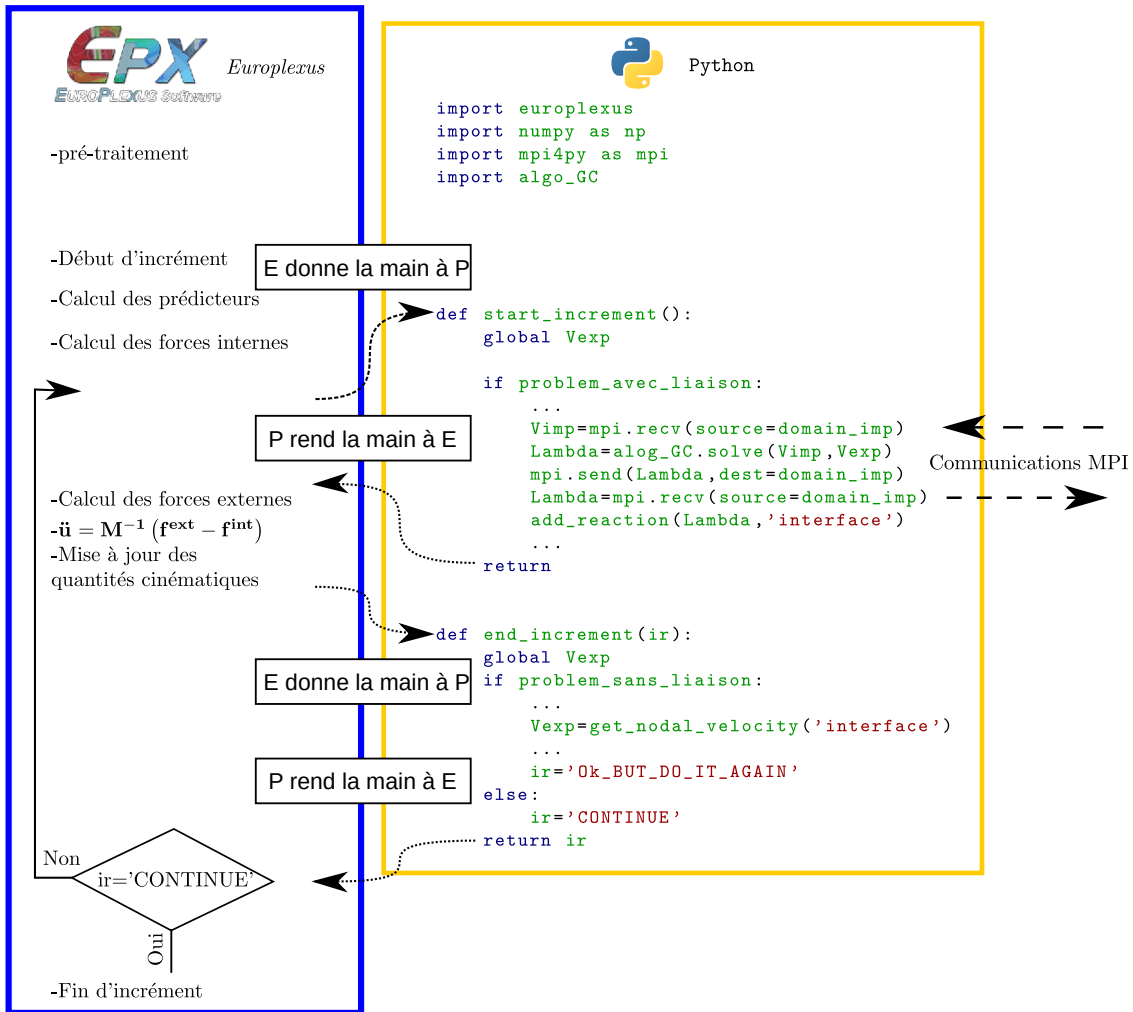 EPX
EUROPLEXUS Software
Europlexus
-pré-traitement
-Début d'incrément
-Calcul des prédicteurs
-Calcul des forces internes
-Calcul des forces externes
-ü = M⁻¹ (f^ext − f^int)
-Mise à jour des
quantités cinématiques
Non
ir='CONTINUE'
Oui
-Fin d'incrément
E donne la main à P
P rend la main à E
E donne la main à P
P rend la main à E
Python
import europlexus
import numpy as np
import mpi4py as mpi
import algo_GC
def start_increment():
global Vexp
if problem_avec_liaison:
...
Vimp=mpi.recv(source=domain_imp)
Lambda=alog_GC.solve(Vimp,Vexp)
mpi.send(Lambda,dest=domain_imp)
Lambda=mpi.recv(source=domain_imp)
add_reaction(Lambda,'interface')
...
return
def end_increment(ir):
global Vexp
if problem_sans_liaison:
...
Vexp=get_nodal_velocity('interface')
...
ir='Ok_BUT_DO_IT_AGAIN'
else:
ir='CONTINUE'
return ir
Communications MPI